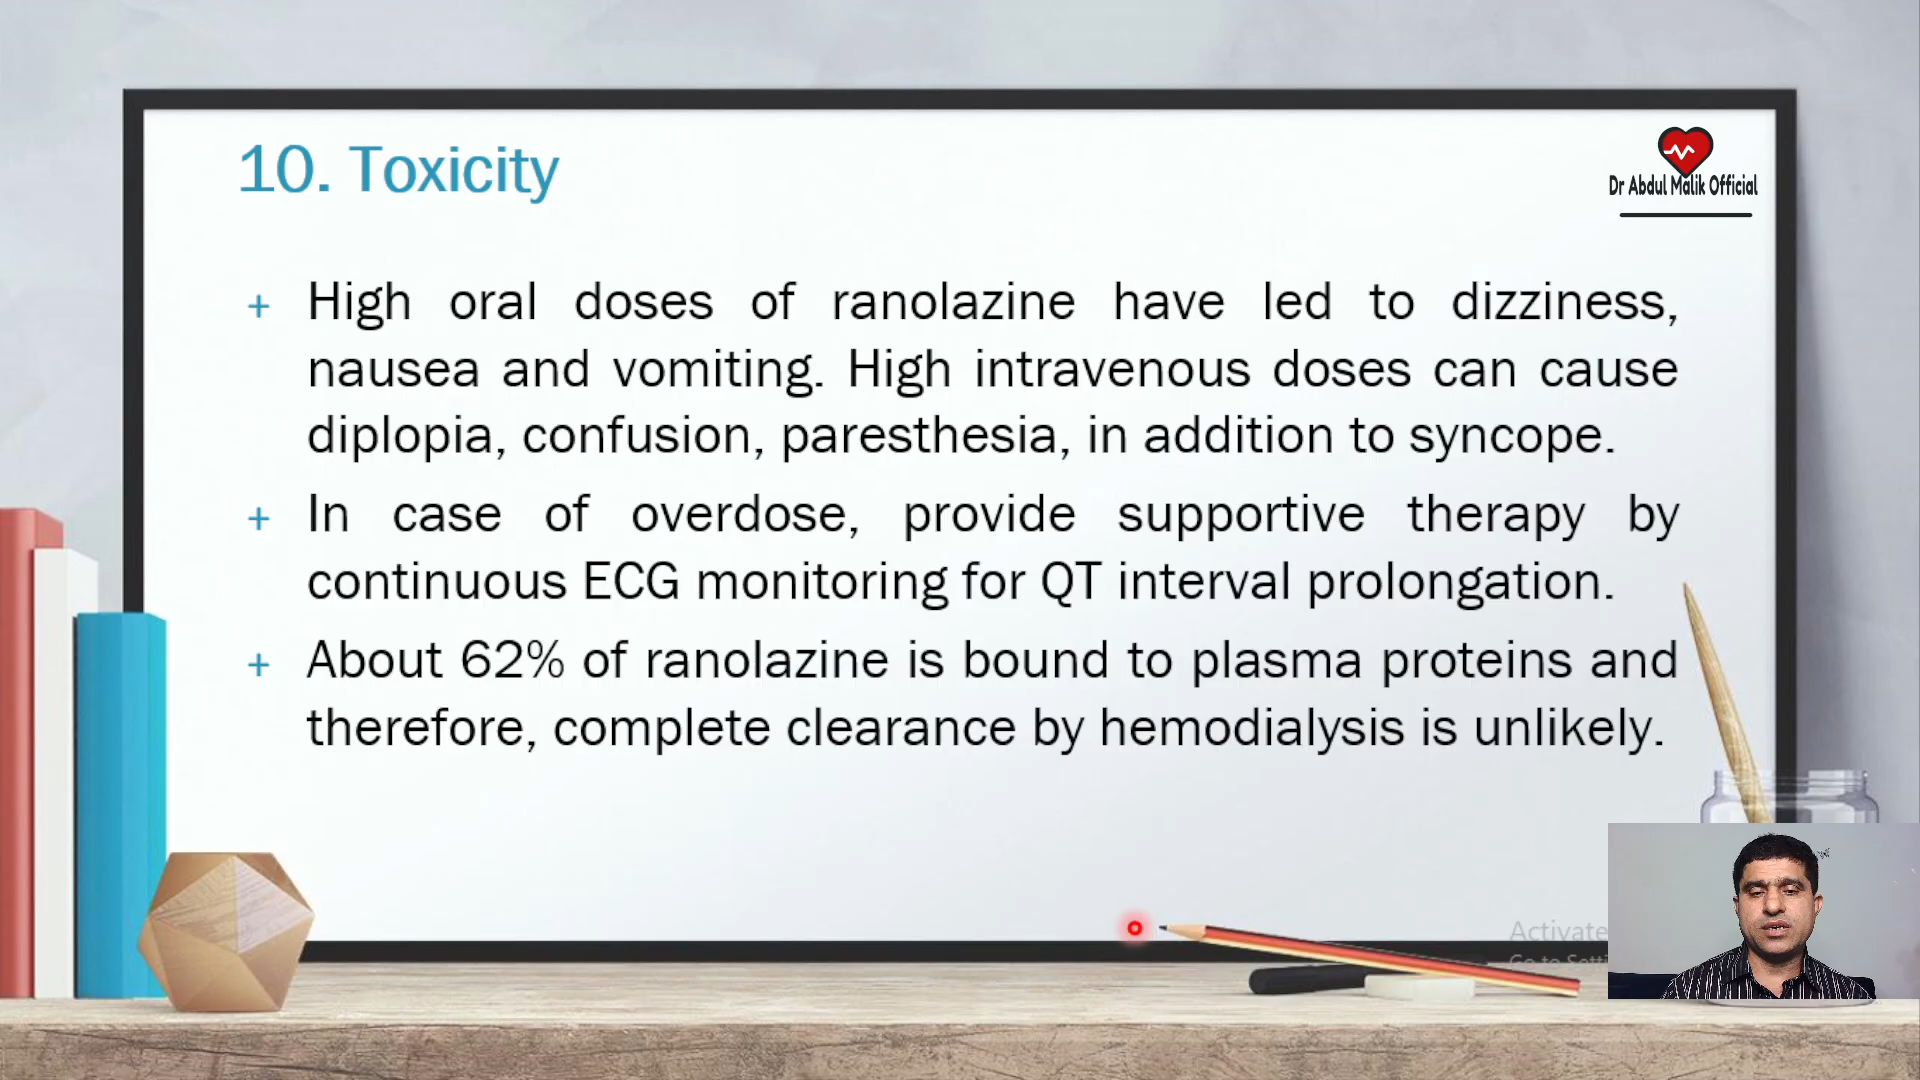 10. Toxicity
Dr Abdul Malik Official
+ High oral doses of ranolazine have led to dizziness,
nausea and vomiting. High intravenous doses can cause
diplopia, confusion, paresthesia, in addition to syncope.
+ In case of overdose, provide supportive therapy by
continuous ECG monitoring for QT interval prolongation.
+ About 62% of ranolazine is bound to plasma proteins and
therefore, complete clearance by hemodialysis is unlikely.
Activate
Go to